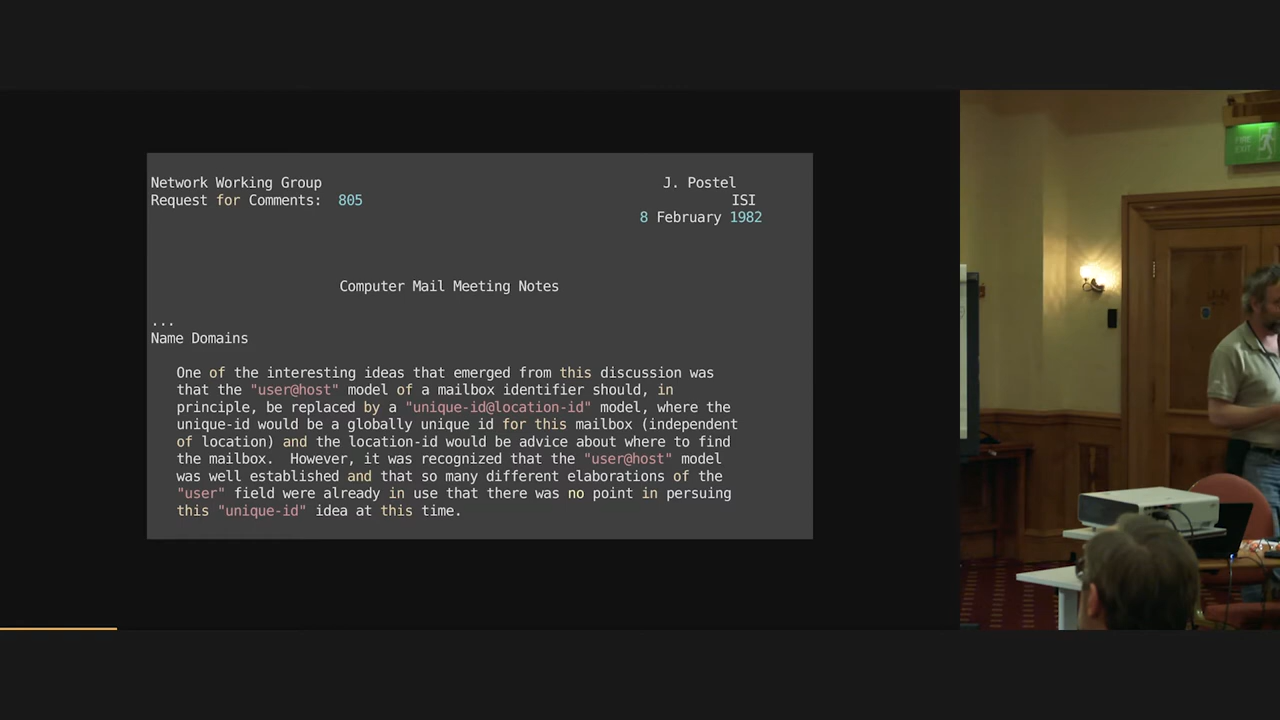 Network Working Group J. Postel
Request for Comments: 805 ISI
8 February 1982
Computer Mail Meeting Notes
...
Name Domains
One of the interesting ideas that emerged from this discussion was
that the "user@host" model of a mailbox identifier should, in
principle, be replaced by a "unique-id@location-id" model, where the
unique-id would be a globally unique id for this mailbox (independent
of location) and the location-id would be advice about where to find
the mailbox. However, it was recognized that the "user@host" model
was well established and that so many different elaborations of the
"user" field were already in use that there was no point in persuing
this "unique-id" idea at this time.
FIRE
EXIT